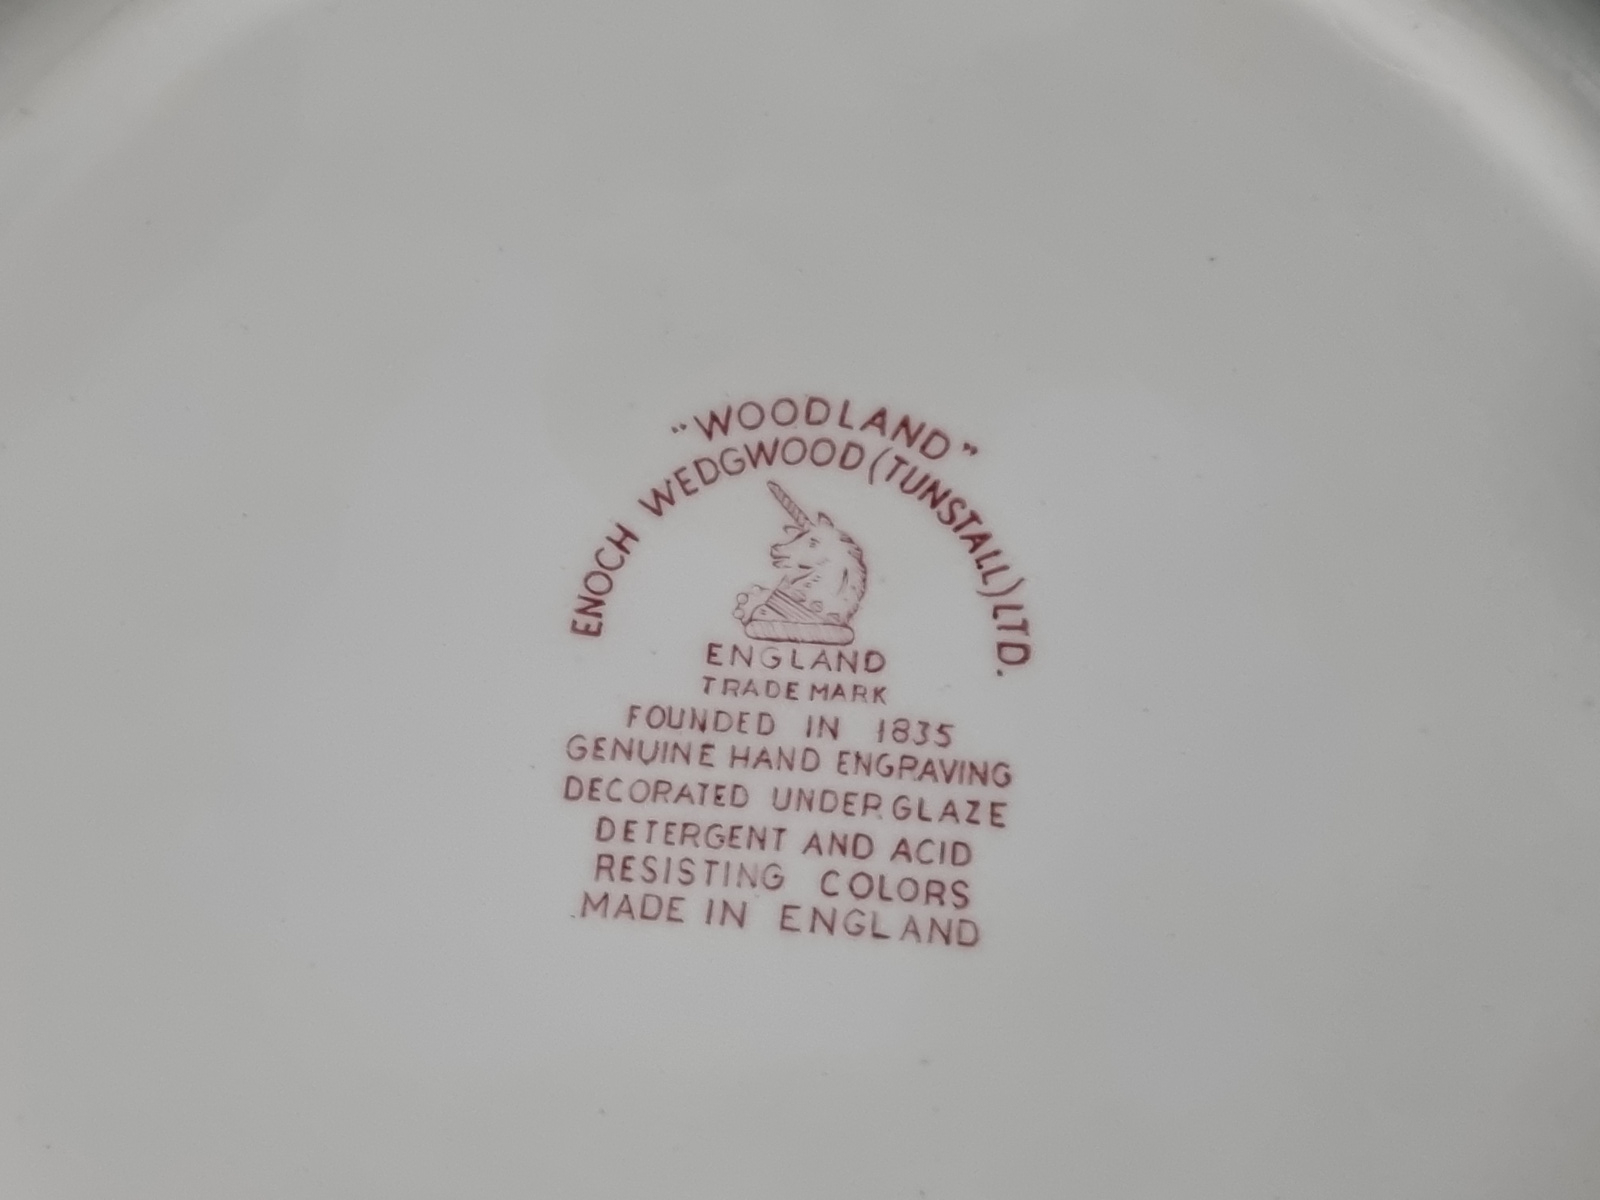 "WOODLAND"
ENOCH WEDGWOOD (TUNSTALL) LTD.
ENGLAND
TRADE MARK
FOUNDED IN 1835
GENUINE HAND ENGRAVING
DECORATED UNDERGLAZE
DETERGENT AND ACID
RESISTING COLORS
MADE IN ENGLAND